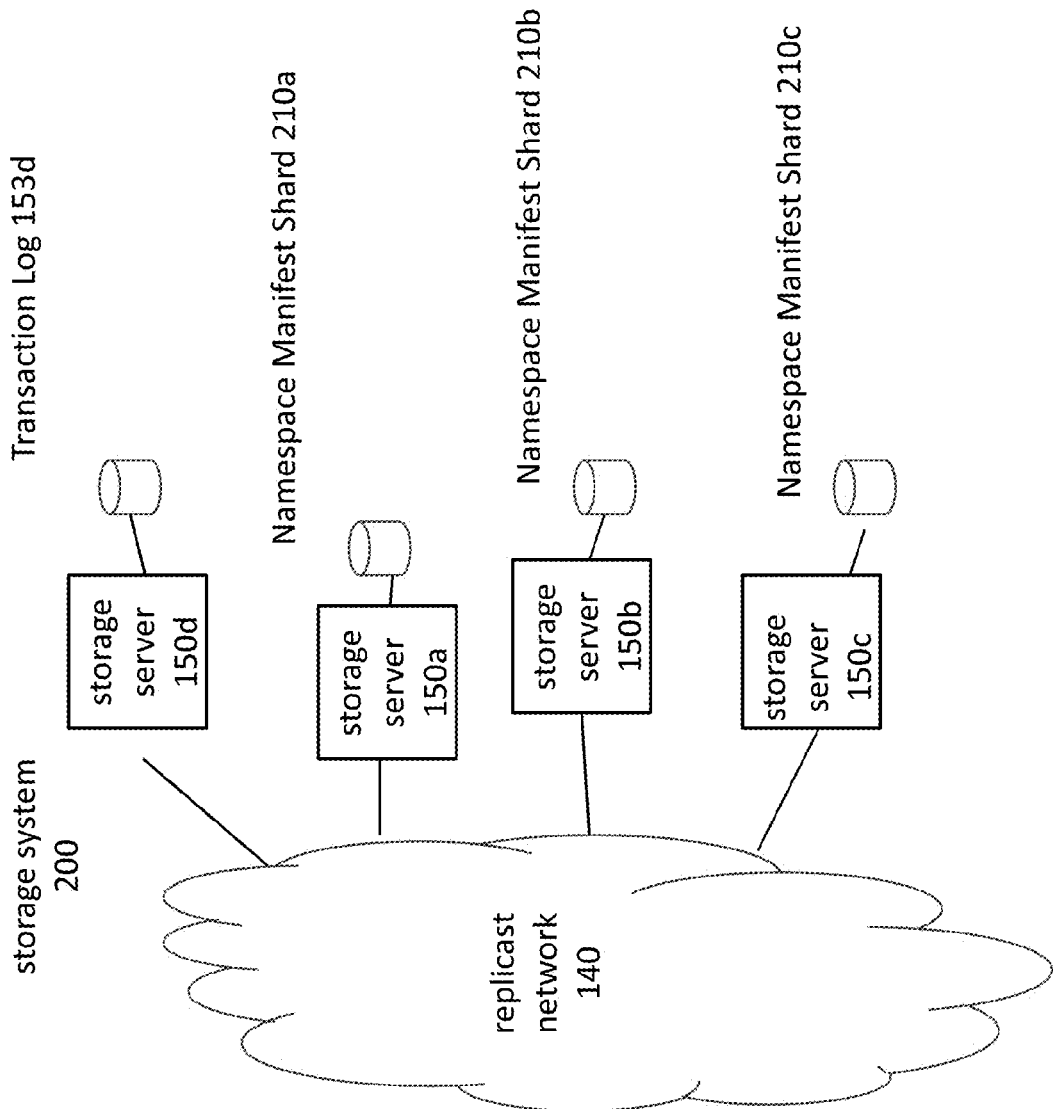 storage system
200
replicast
network
140
storage
server
150d
Transaction Log 153d
storage
server
150a
Namespace Manifest Shard 210a
storage
server
150b
Namespace Manifest Shard 210b
storage
server
150c
Namespace Manifest Shard 210c